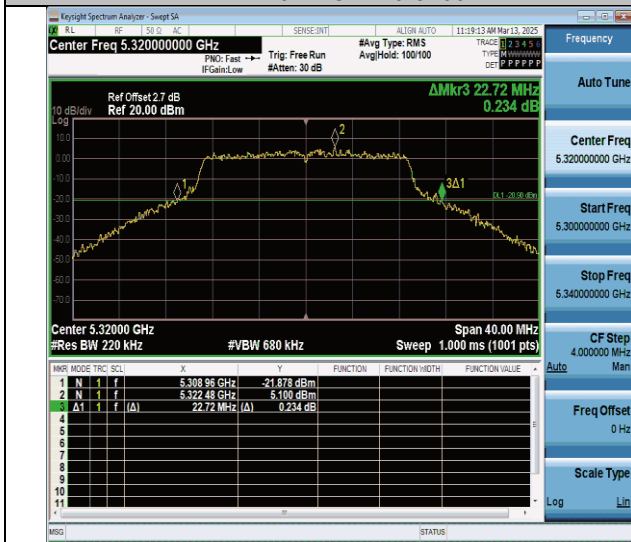 Keysight Spectrum Analyzer - Swept SA
RL RF 50 Ω AC SENSE:INT ALIGN AUTO 11:19:13 AM Mar 13, 2025
Center Freq 5.320000000 GHz #Avg Type: RMS TRACE 1 2 3 4 5 6
PNO: Fast Trig: Free Run Avg|Hold: 100/100 TYPE M WWWWW
IFGain:Low #Atten: 30 dB DET P P P P P P
ΔMkr3 22.72 MHz
Ref Offset 2.7 dB
10 dB/div Ref 20.00 dBm 0.234 dB
Log
10.0
0.00
-10.0
-20.0
-30.0
-50.0
-60.0
-70.0
1
2
3Δ1
DL1 -20.90 dBm
Center 5.32000 GHz Span 40.00 MHz
#Res BW 220 kHz #VBW 680 kHz Sweep 1.000 ms (1001 pts)
MKR MODE TRC SCL X Y FUNCTION FUNCTION WIDTH FUNCTION VALUE
1 N 1 f 5.308 96 GHz -21.878 dBm
2 N 1 f 5.322 48 GHz 5.100 dBm
3 Δ1 1 f (Δ) 22.72 MHz (Δ) 0.234 dB
4
5
6
7
8
9
10
11
MSG STATUS
Frequency
Auto Tune
Center Freq
5.320000000 GHz
Start Freq
5.300000000 GHz
Stop Freq
5.340000000 GHz
CF Step
4.000000 MHz
Auto Man
Freq Offset
0 Hz
Scale Type
Log Lin